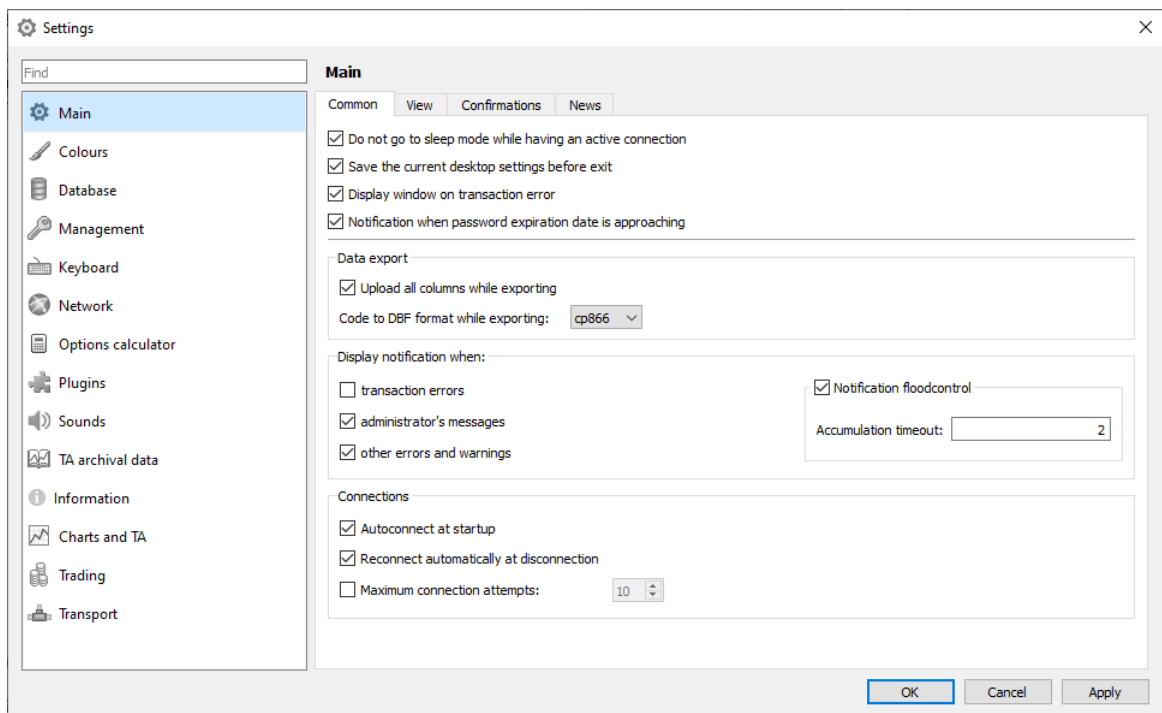 Settings
Find
Main
Colours
Database
Management
Keyboard
Network
Options calculator
Plugins
Sounds
TA archival data
Information
Charts and TA
Trading
Transport
Main
Common View Confirmations News
Do not go to sleep mode while having an active connection
Save the current desktop settings before exit
Display window on transaction error
Notification when password expiration date is approaching
Data export
Upload all columns while exporting
Code to DBF format while exporting: cp866
Display notification when:
transaction errors
administrator's messages
other errors and warnings
Notification floodcontrol
Accumulation timeout: 2
Connections
Autoconnect at startup
Reconnect automatically at disconnection
Maximum connection attempts: 10
OK Cancel Apply